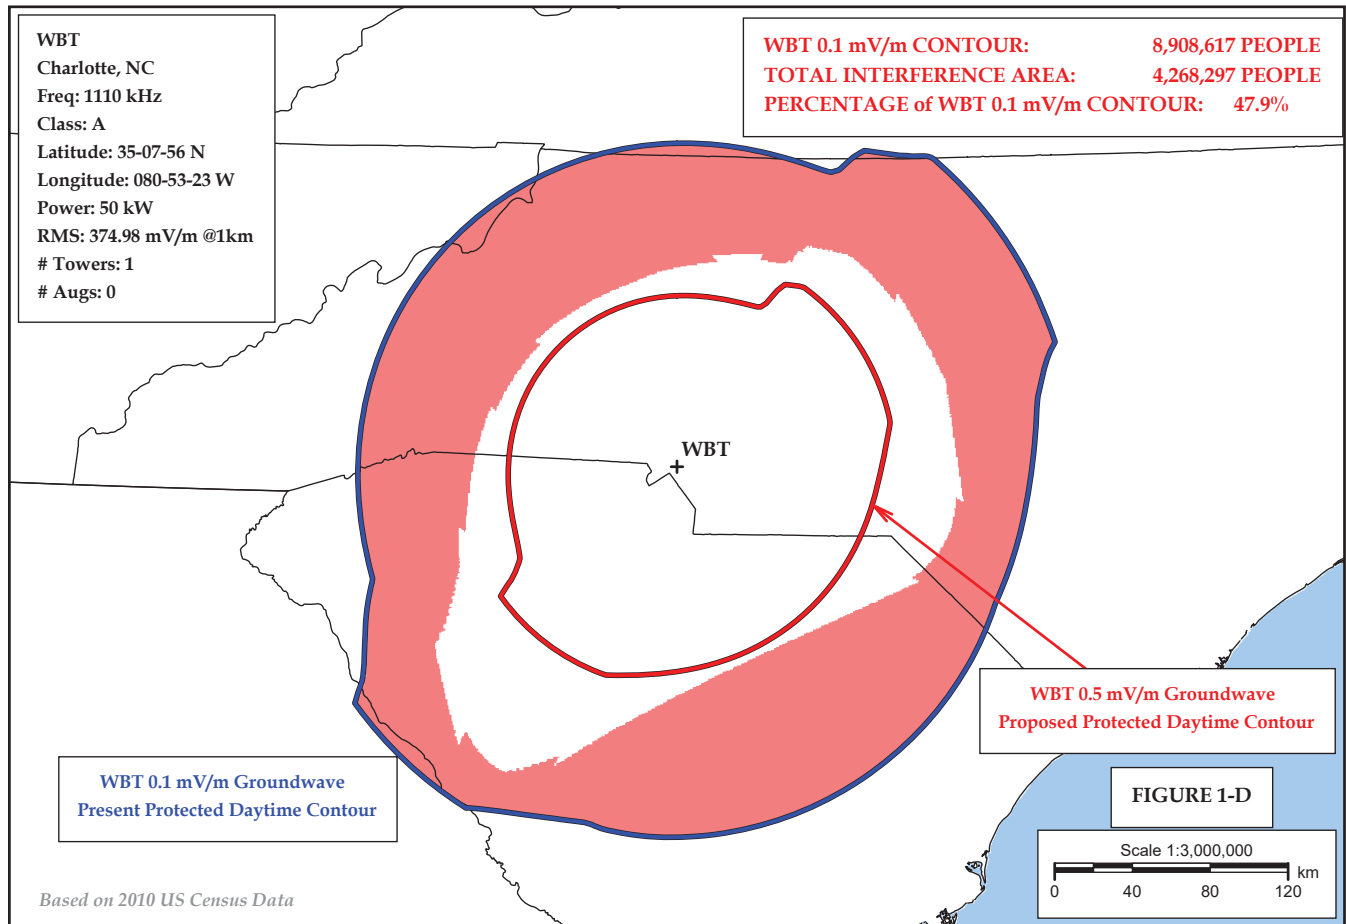 WBT
Charlotte, NC
Freq: 1110 kHz
Class: A
Latitude: 35-07-56 N
Longitude: 080-53-23 W
Power: 50 kW
RMS: 374.98 mV/m @1km
# Towers: 1
# Augs: 0
WBT 0.1 mV/m CONTOUR: 8,908,617 PEOPLE
TOTAL INTERFERENCE AREA: 4,268,297 PEOPLE
PERCENTAGE of WBT 0.1 mV/m CONTOUR: 47.9%
WBT
WBT 0.5 mV/m Groundwave
Proposed Protected Daytime Contour
WBT 0.1 mV/m Groundwave
Present Protected Daytime Contour
FIGURE 1-D
Scale 1:3,000,000
km
0 40 80 120
Based on 2010 US Census Data